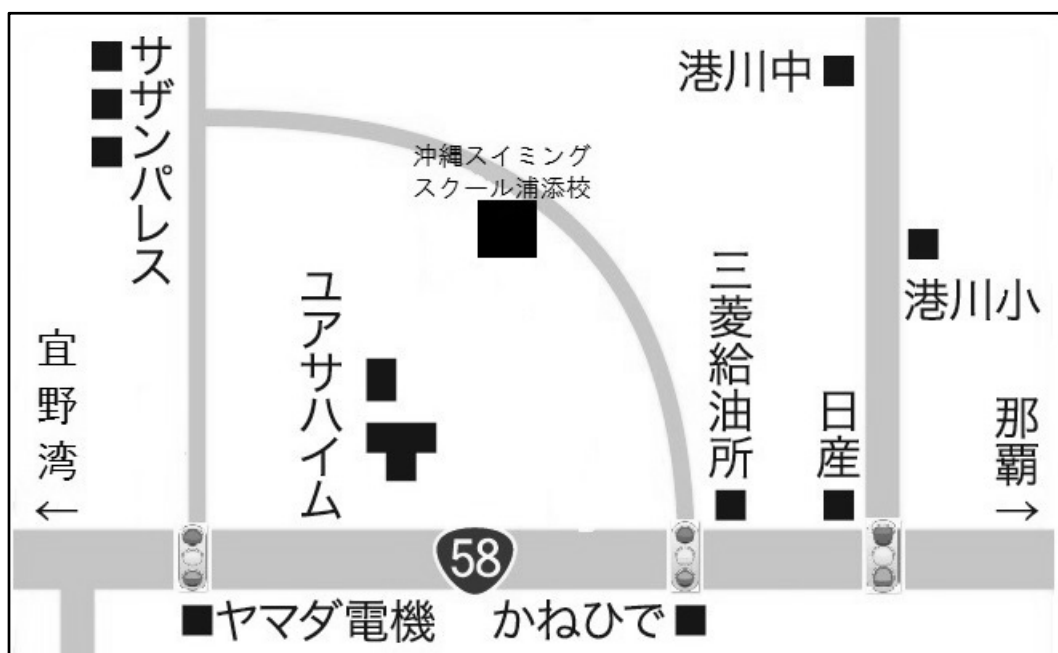 サザンパレス
港川中
沖縄スイミング
スクール浦添校
港川小
ユアサハイム
三菱給油所
日産
宜野湾
←
那覇
→
58
ヤマダ電機
かねひで